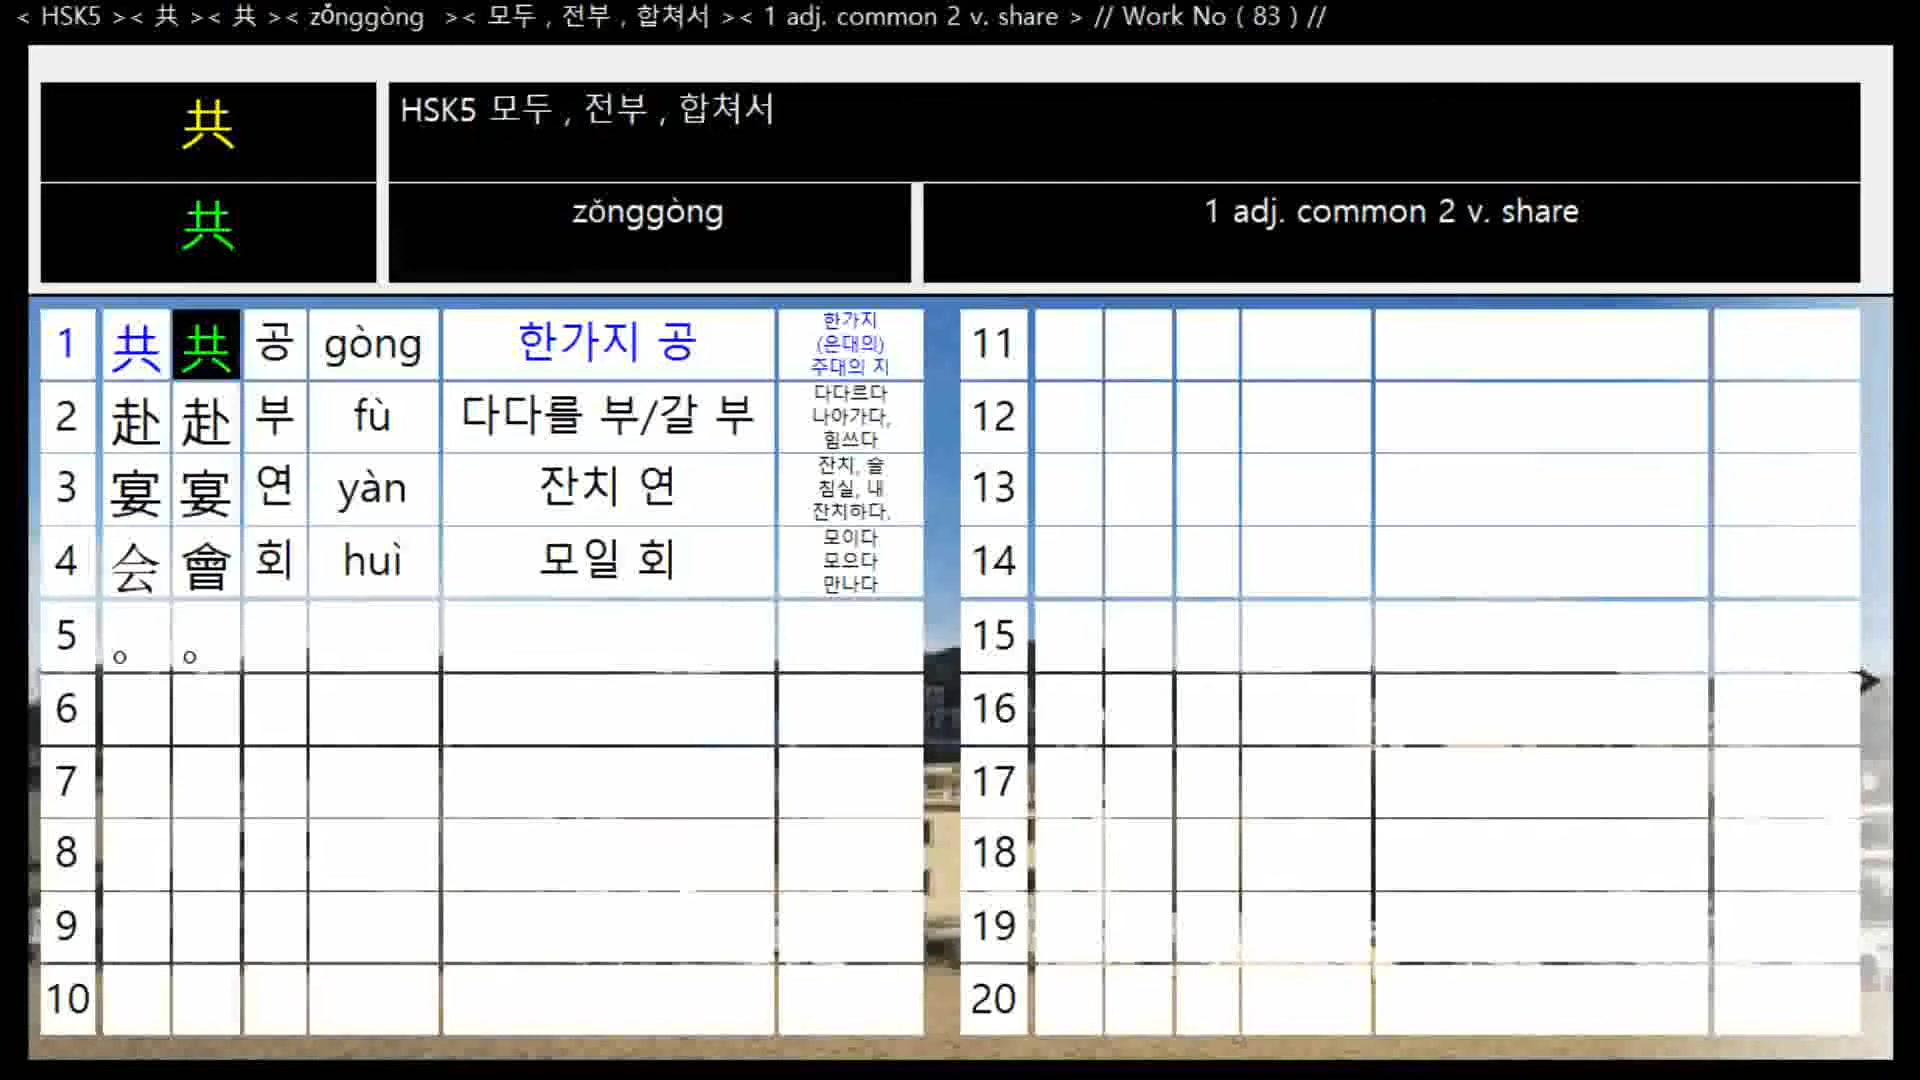 < HSK5 >< 共 >< 共 >< zǒnggòng >< 모두 , 전부 , 합쳐서 >< 1 adj. common 2 v. share > // Work No ( 83 ) //
共
HSK5 모두 , 전부 , 합쳐서
共
zǒnggòng
1 adj. common 2 v. share
1 共 共 공 gòng 한가지 공 한가지
(은대의)
주대의 지
2 赴 赴 부 fù 다다를 부/갈 부 다다르다
나아가다,
힘쓰다
3 宴 宴 연 yàn 잔치 연 잔치, 술
침실, 내
잔치하다,
4 会 會 회 huì 모일 회 모이다
모으다
만나다
5 。 。
6
7
8
9
10
11
12
13
14
15
16
17
18
19
20